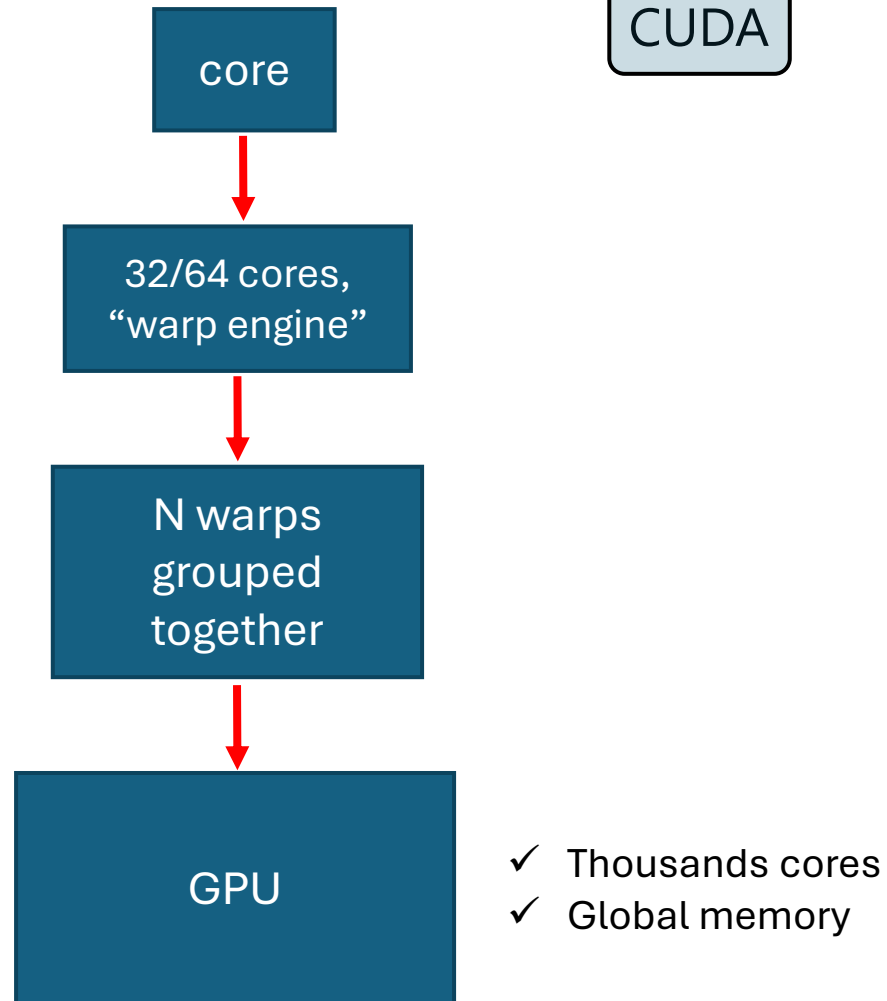 core
CUDA
32/64 cores,
“warp engine”
N warps
grouped
together
GPU
✓ Thousands cores
✓ Global memory